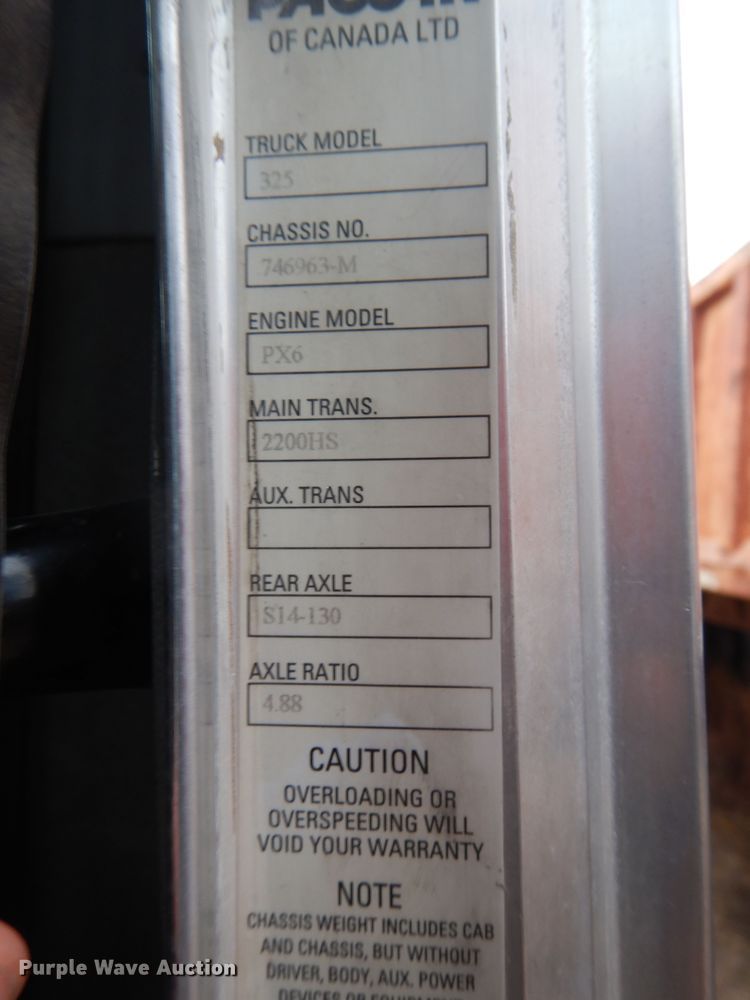 OF CANADA LTD
TRUCK MODEL
325
CHASSIS NO.
746963-M
ENGINE MODEL
PX6
MAIN TRANS.
2200HS
AUX. TRANS
REAR AXLE
S14-130
AXLE RATIO
4.88
CAUTION
OVERLOADING OR
OVERSPEEDING WILL
VOID YOUR WARRANTY
NOTE
CHASSIS WEIGHT INCLUDES CAB
AND CHASSIS, BUT WITHOUT
DRIVER, BODY, AUX. POWER
DEVICES OR
Purple Wave Auction